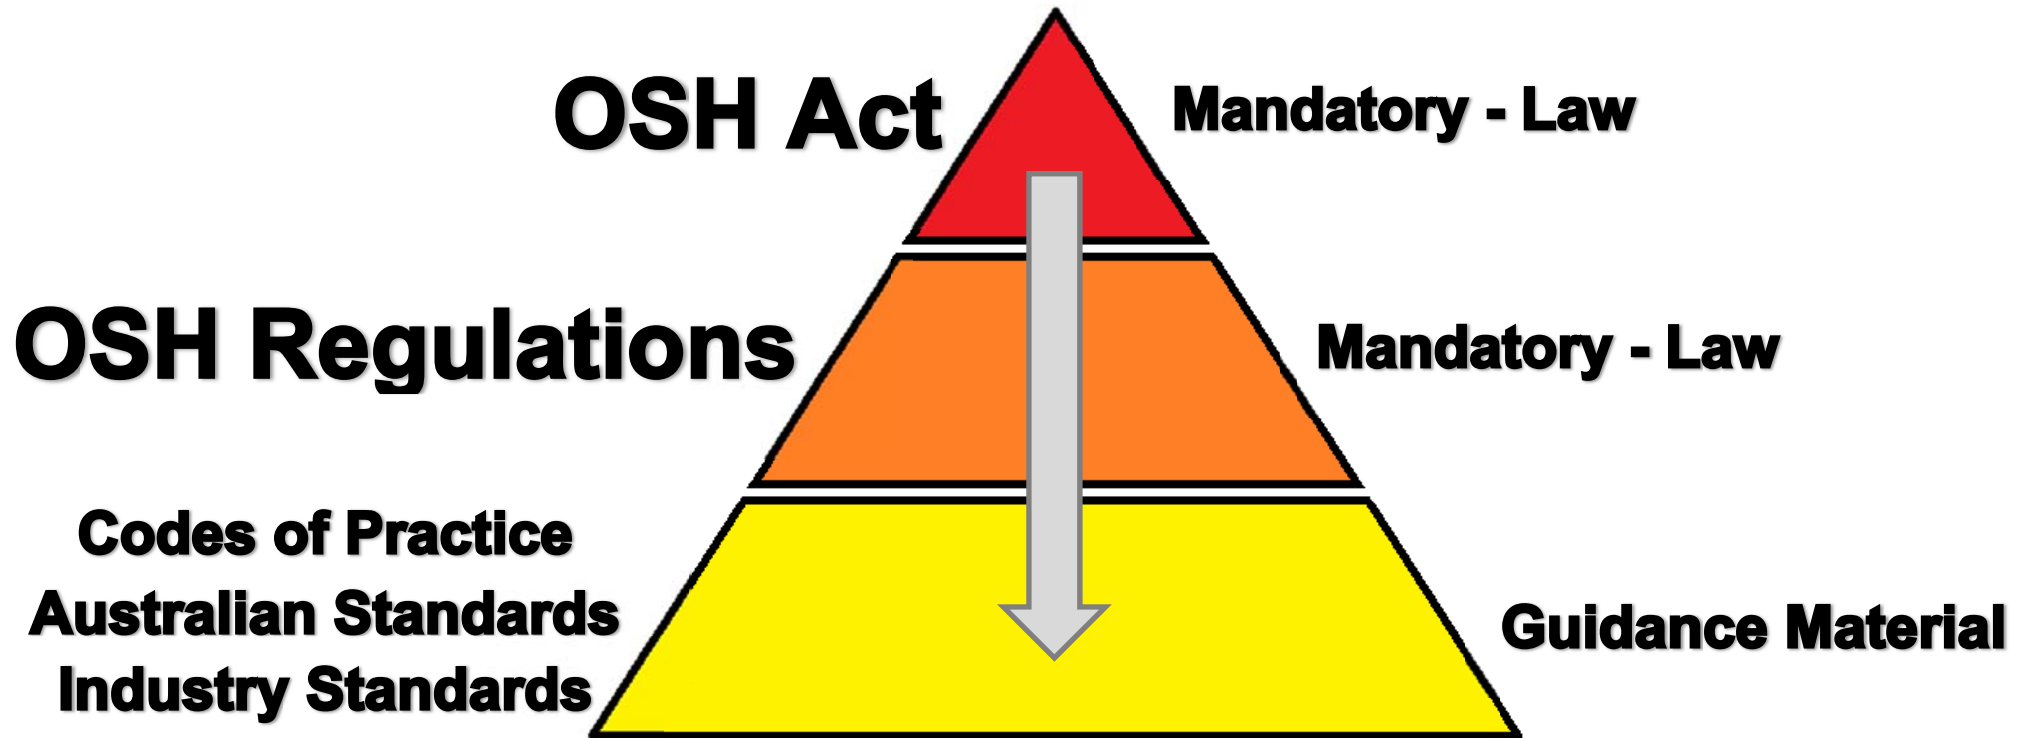 OSH Act
Mandatory - Law
OSH Regulations
Mandatory - Law
Codes of Practice
Australian Standards
Industry Standards
Guidance Material